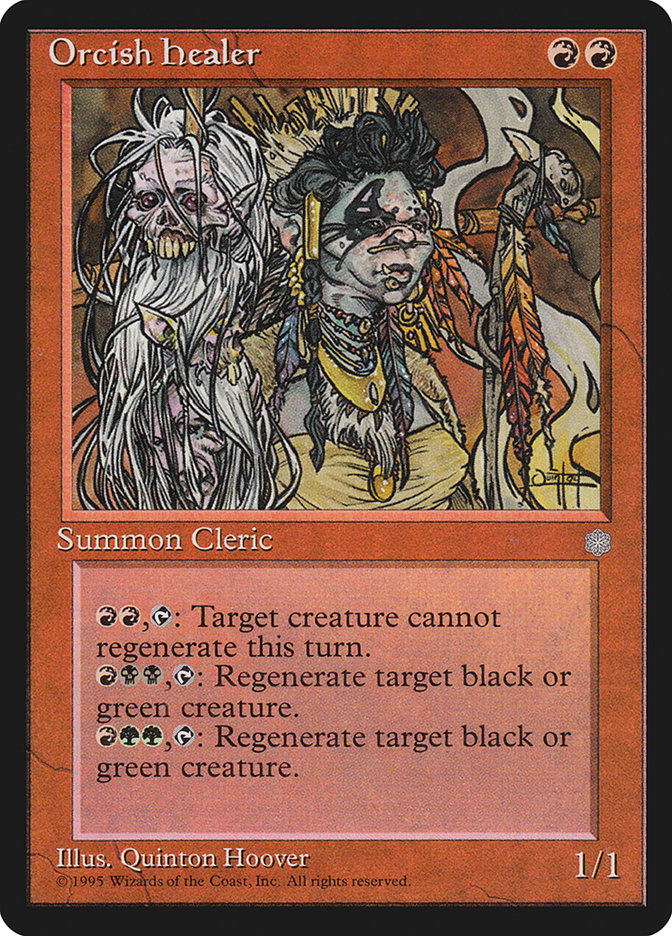 Orcish Healer
Quinton
Summon Cleric
,: Target creature cannot
regenerate this turn.
,: Regenerate target black or
green creature.
,: Regenerate target black or
green creature.
Illus. Quinton Hoover
1/1
©1995 Wizards of the Coast, Inc. All rights reserved.